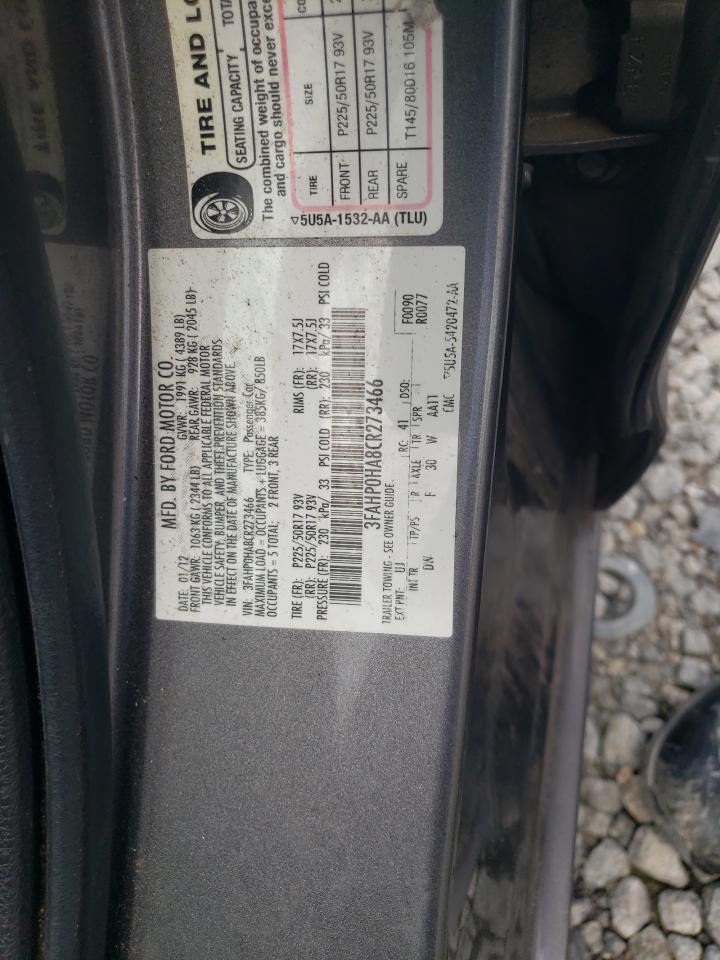 TIRE AND LO
SEATING CAPACITY TOTA
The combined weight of occupa
and cargo should never exce
TIRE SIZE CO
FRONT P225/50R17 93V 2
REAR P225/50R17 93V
SPARE T145/80D16 105M
5U5A-1532-AA (TLU)
MFD. BY FORD MOTOR CO.
DATE: 01/12 GVWR: 1991 KG (4389 LB)
FRONT GAWR: 1063 KG (2344 LB) REAR GAWR: 928 KG (2045 LB)
THIS VEHICLE CONFORMS TO ALL APPLICABLE FEDERAL MOTOR
VEHICLE SAFETY, BUMPER, AND THEFT PREVENTION STANDARDS
IN EFFECT ON THE DATE OF MANUFACTURE SHOWN ABOVE.
VIN: 3FAHP0HA8CR273466 TYPE: Passenger Car
MAXIMUM LOAD = OCCUPANTS + LUGGAGE = 385KG/ 850LB
OCCUPANTS = 5 TOTAL; 2 FRONT, 3 REAR
TIRE (FR): P225/50R17 93V RIMS (FR): 17X7.5J
(RR): P225/50R17 93V (RR): 17X7.5J
PRESSURE (FR): 230 kPa/ 33 PSI COLD (RR): 230 kPa/ 33 PSI COLD
3FAHP0HA8CR273466
TRAILER TOWING - SEE OWNER GUIDE. F0090
EXT PNT: UJ RC: 41 DSO: R0077
INT TR TP/PS R AXLE TR SPR
DW F 30 W AA11
CMC 5U5A-5420472-AA